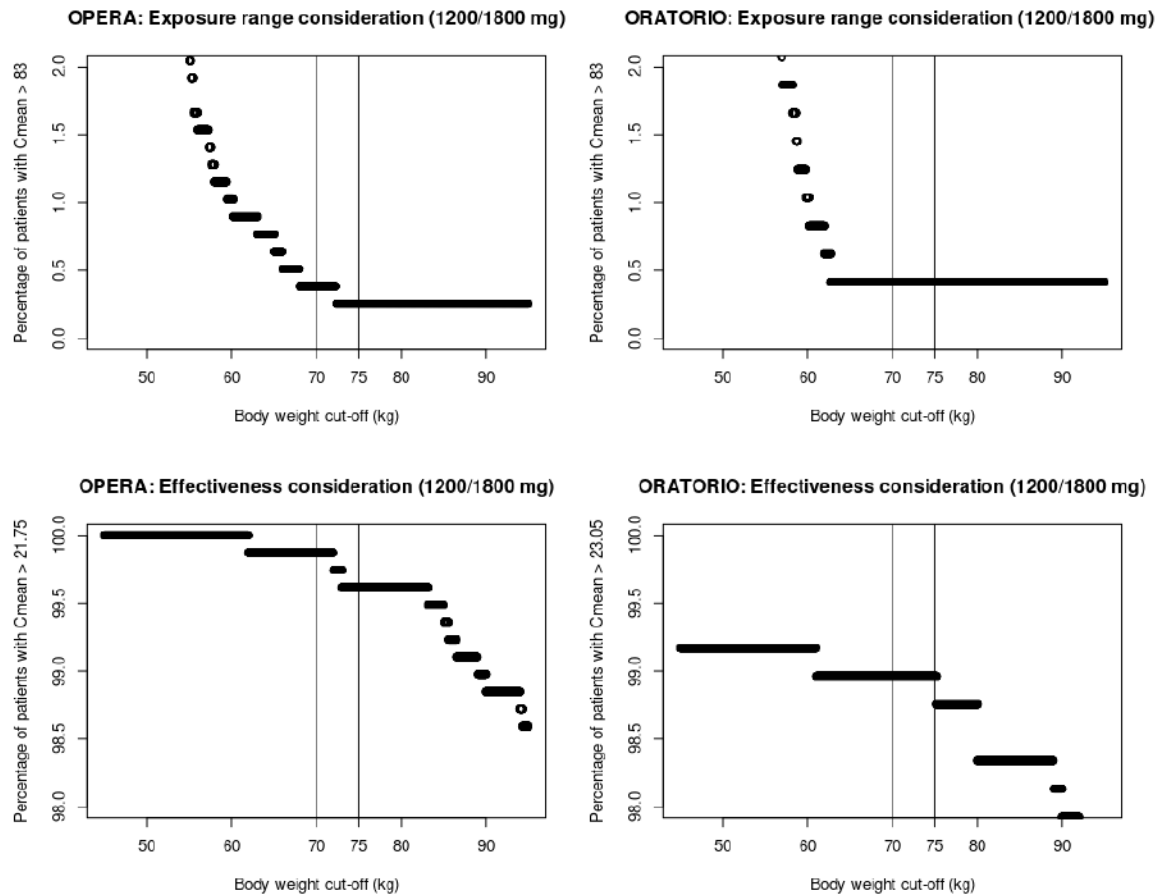 OPERA: Exposure range consideration (1200/1800 mg)
Percentage of patients with Cmean > 83
2.0
1.5
1.0
0.5
0.0
50 60 70 75 80 90
Body weight cut-off (kg)
ORATORIO: Exposure range consideration (1200/1800 mg)
Percentage of patients with Cmean > 83
2.0
1.5
1.0
0.5
0.0
50 60 70 75 80 90
Body weight cut-off (kg)
OPERA: Effectiveness consideration (1200/1800 mg)
Percentage of patients with Cmean > 21.75
100.0
99.5
99.0
98.5
98.0
50 60 70 75 80 90
Body weight cut-off (kg)
ORATORIO: Effectiveness consideration (1200/1800 mg)
Percentage of patients with Cmean > 23.05
100.0
99.5
99.0
98.5
98.0
50 60 70 75 80 90
Body weight cut-off (kg)